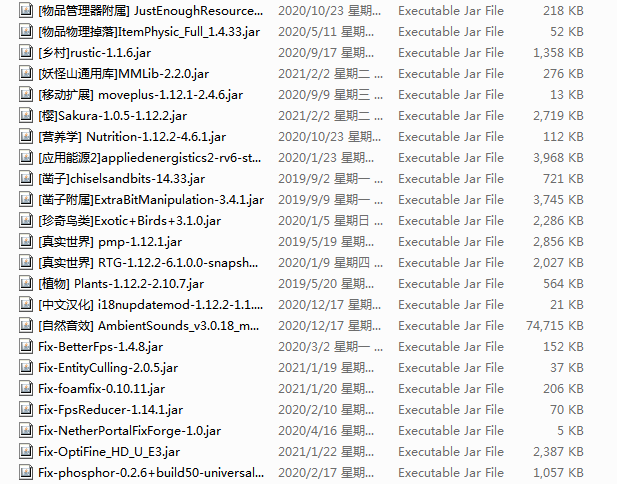 [物品管理器附属] JustEnoughResource... 2020/10/23 星期... Executable Jar File 218 KB
[物品物理掉落]ItemPhysic_Full_1.4.33.jar 2020/5/11 星期... Executable Jar File 52 KB
[乡村]rustic-1.1.6.jar 2020/9/17 星期... Executable Jar File 1,358 KB
[妖怪山通用库]MMLib-2.2.0.jar 2021/2/2 星期二 ... Executable Jar File 276 KB
[移动扩展] moveplus-1.12.1-2.4.6.jar 2020/9/9 星期三 ... Executable Jar File 13 KB
[樱]Sakura-1.0.5-1.12.2.jar 2021/2/2 星期二 ... Executable Jar File 2,719 KB
[营养学] Nutrition-1.12.2-4.6.1.jar 2020/10/23 星期... Executable Jar File 112 KB
[应用能源2]appliedenergistics2-rv6-st... 2020/1/23 星期... Executable Jar File 3,968 KB
[凿子]chiselsandbits-14.33.jar 2019/9/2 星期一 ... Executable Jar File 721 KB
[凿子附属]ExtraBitManipulation-3.4.1.jar 2019/9/9 星期一 ... Executable Jar File 3,745 KB
[珍奇鸟类]Exotic+Birds+3.1.0.jar 2020/1/5 星期日 ... Executable Jar File 2,286 KB
[真实世界] pmp-1.12.1.jar 2019/5/19 星期... Executable Jar File 2,856 KB
[真实世界] RTG-1.12.2-6.1.0.0-snapsh... 2020/1/9 星期四 ... Executable Jar File 2,027 KB
[植物] Plants-1.12.2-2.10.7.jar 2019/5/20 星期... Executable Jar File 564 KB
[中文汉化] i18nupdatemod-1.12.2-1.1.... 2020/12/17 星期... Executable Jar File 21 KB
[自然音效] AmbientSounds_v3.0.18_m... 2020/12/17 星期... Executable Jar File 74,715 KB
Fix-BetterFps-1.4.8.jar 2020/3/2 星期一 ... Executable Jar File 152 KB
Fix-EntityCulling-2.0.5.jar 2021/1/19 星期... Executable Jar File 37 KB
Fix-foamfix-0.10.11.jar 2021/1/20 星期... Executable Jar File 206 KB
Fix-FpsReducer-1.14.1.jar 2020/2/10 星期... Executable Jar File 70 KB
Fix-NetherPortalFixForge-1.0.jar 2020/4/16 星期... Executable Jar File 5 KB
Fix-OptiFine_HD_U_E3.jar 2021/1/22 星期... Executable Jar File 2,387 KB
Fix-phosphor-0.2.6+build50-universal... 2020/2/17 星期... Executable Jar File 1,057 KB